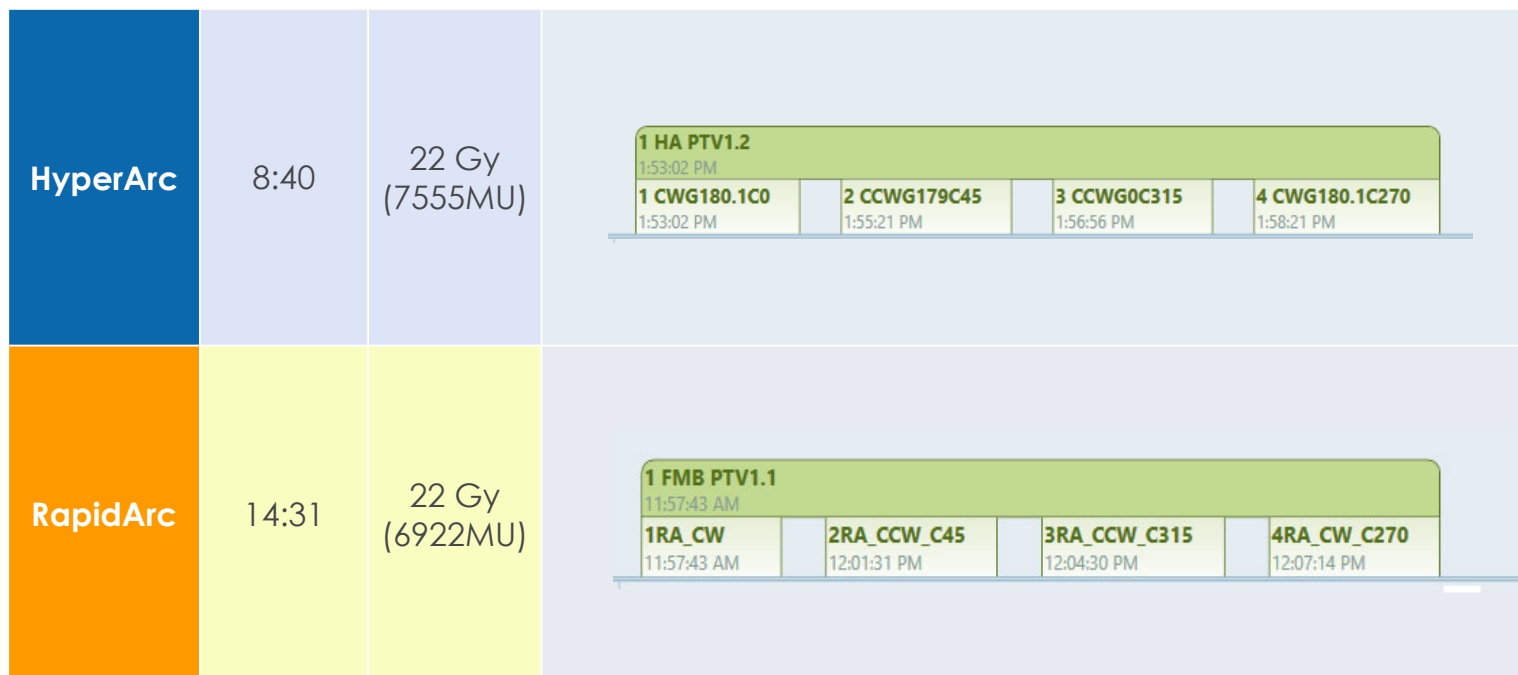 HyperArc
8:40
22 Gy
(7555MU)
1 HA PTV1.2
1:53:02 PM
1 CWG180.1C0
1:53:02 PM
2 CCWG179C45
1:55:21 PM
3 CCWG0C315
1:56:56 PM
4 CWG180.1C270
1:58:21 PM
RapidArc
14:31
22 Gy
(6922MU)
1 FMB PTV1.1
11:57:43 AM
1RA_CW
11:57:43 AM
2RA_CCW_C45
12:01:31 PM
3RA_CCW_C315
12:04:30 PM
4RA_CW_C270
12:07:14 PM